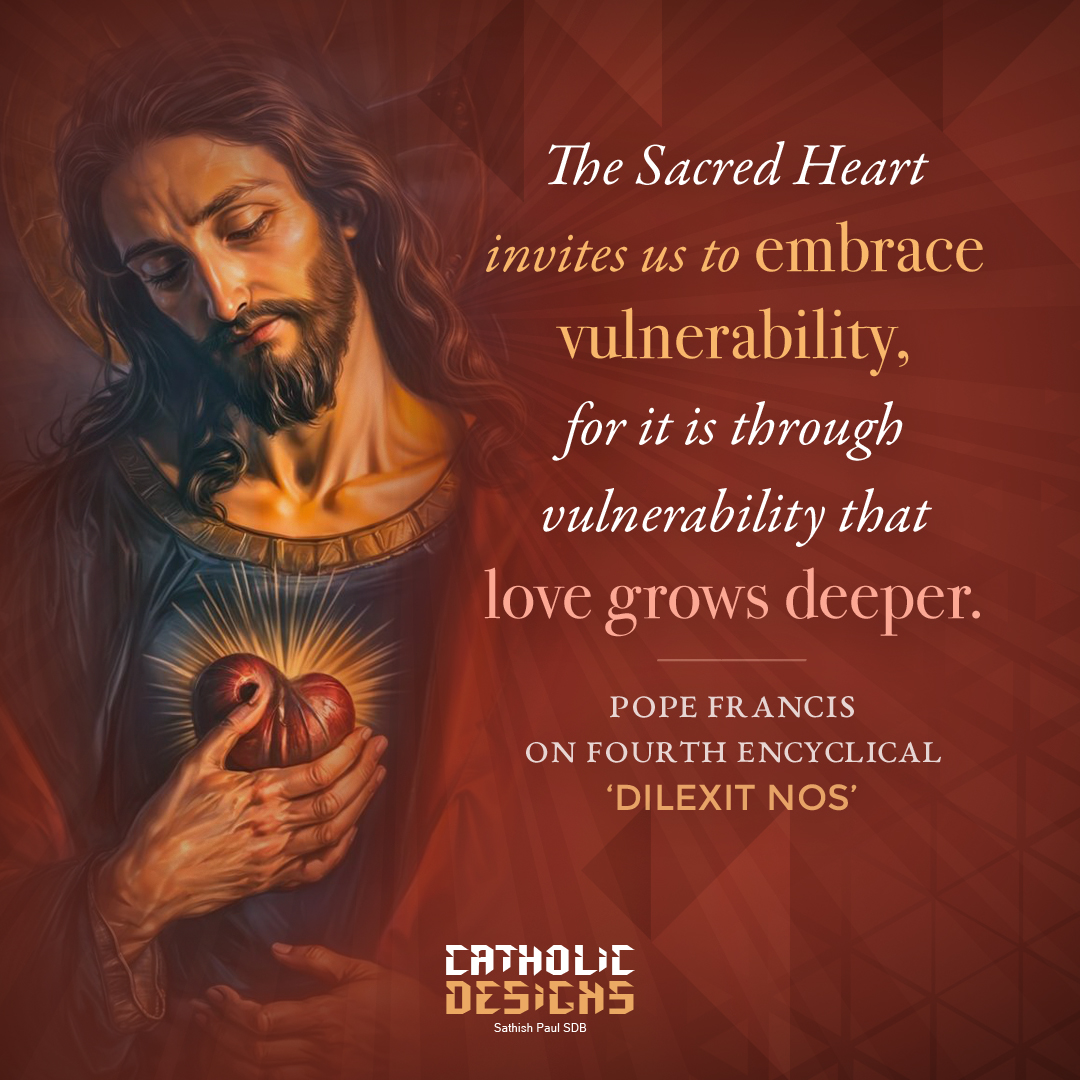 The Sacred Heart
invites us to embrace
vulnerability,
for it is through
vulnerability that
love grows deeper.
POPE FRANCIS
ON FOURTH ENCYCLICAL
‘DILEXIT NOS’
CATHOLIC
DESIGNS
Sathish Paul SDB